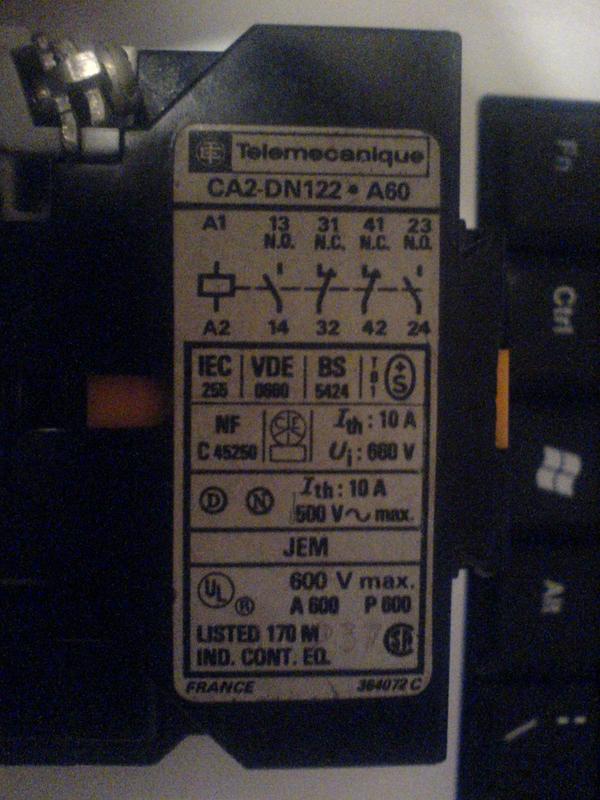 Telemecanique
CA2-DN122 • A60
A1 13 31 41 23
N.O. N.C. N.C. N.O.
A2 14 32 42 24
IEC 255
VDE 0660
BS 5424
T B 1
+ S
NF C 45250
Ith : 10 A
Ui : 660 V
D N
Ith : 10 A
500 V ~ max.
JEM
UL ®
600 V max.
A 600 P 600
LISTED 170 M
IND. CONT. EQ.
FRANCE 364072 C
Fn
Ctrl
Alt